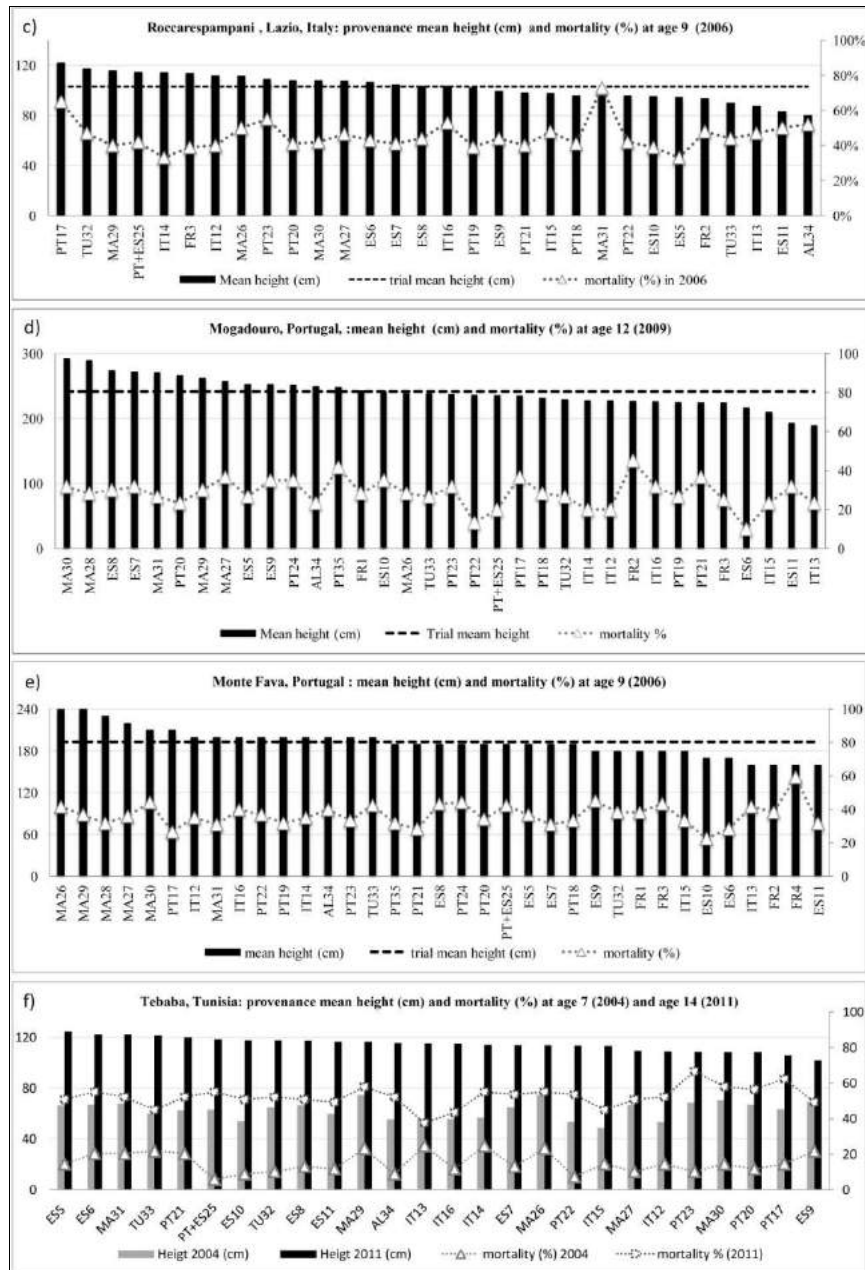 c) Roccarespampani , Lazio, Italy: provenance mean height (cm) and mortality (%) at age 9 (2006)
120 80 40 0
100% 80% 60% 40% 20% 0%
PT17 TU32 MA29 PT+ES25 IT14 FR3 IT12 MA26 PT23 PT20 MA30 MA27 ES6 ES7 ES8 IT16 PT19 ES9 PT21 IT15 PT18 MA31 PT22 ES10 ES5 FR2 TU33 IT13 ES11 AL34
Mean height (cm) trial mean height (cm) mortality (%) in 2006
d) Mogadouro, Portugal, :mean height (cm) and mortality (%) at age 12 (2009)
300 200 100 0
100 80 60 40 20 0
MA30 MA28 ES8 ES7 MA31 PT20 MA29 MA27 ES5 ES9 PT24 AL34 PT35 FR1 ES10 MA26 TU33 PT23 PT22 PT+ES25 PT17 PT18 TU32 IT14 IT12 FR2 IT16 PT19 PT21 FR3 ES6 IT15 ES11 IT13
Mean height (cm) Trial meam height mortality %
e) Monte Fava, Portugal : mean height (cm) and mortality (%) at age 9 (2006)
240 180 120 60 0
100 80 60 40 20 0
MA26 MA29 MA28 MA27 MA30 PT17 IT12 MA31 IT16 PT22 PT19 IT14 AL34 PT23 TU33 PT35 PT21 ES8 PT24 PT20 PT+ES25 ES5 ES7 PT18 ES9 TU32 FR1 FR3 IT15 ES10 ES6 IT13 FR2 FR4 ES11
mean height (cm) trial mean height (cm) mortality (%)
f) Tebaba, Tunisia: provenance mean height (cm) and mortality (%) at age 7 (2004) and age 14 (2011)
120 80 40 0
100 80 60 40 20 0
ES5 ES6 MA31 TU33 PT21 PT+ES25 ES10 TU32 ES8 ES11 MA29 AL34 IT13 IT16 IT14 ES7 MA26 PT22 IT15 MA27 IT12 PT23 MA30 PT20 PT17 ES9
Heigt 2004 (cm) Heigt 2011 (cm) mortality (%) 2004 mortality % (2011)